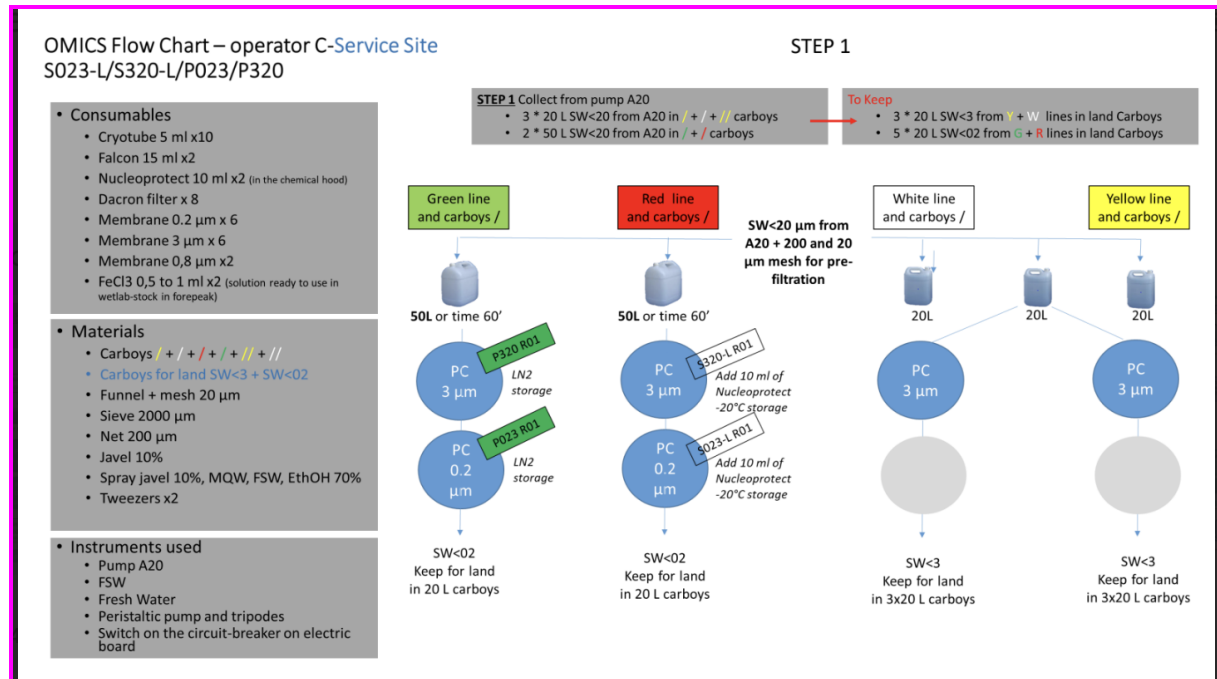 OMICS Flow Chart – operator C-Service Site
S023-L/S320-L/P023/P320
STEP 1
• Consumables
• Cryotube 5 ml x10
• Falcon 15 ml x2
• Nucleoprotect 10 ml x2 (in the chemical hood)
• Dacron filter x 8
• Membrane 0.2 µm x 6
• Membrane 3 µm x 6
• Membrane 0,8 µm x2
• FeCl3 0,5 to 1 ml x2 (solution ready to use in
wetlab-stock in forepeak)
• Materials
• Carboys / + / + / + / + // + //
• Carboys for land SW<3 + SW<02
• Funnel + mesh 20 µm
• Sieve 2000 µm
• Net 200 µm
• Javel 10%
• Spray javel 10%, MQW, FSW, EthOH 70%
• Tweezers x2
• Instruments used
• Pump A20
• FSW
• Fresh Water
• Peristaltic pump and tripodes
• Switch on the circuit-breaker on electric
board
STEP 1 Collect from pump A20
• 3 * 20 L SW<20 from A20 in / + / + // carboys
• 2 * 50 L SW<20 from A20 in / + / carboys
To Keep
• 3 * 20 L SW<3 from Y + W lines in land Carboys
• 5 * 20 L SW<02 from G + R lines in land Carboys
Green line
and carboys /
Red line
and carboys /
White line
and carboys /
Yellow line
and carboys /
SW<20 µm from
A20 + 200 and 20
µm mesh for pre-
filtration
50L or time 60'
50L or time 60'
20L
20L
20L
PC
3 µm
P320 R01
LN2
storage
PC
3 µm
S320-L R01
Add 10 ml of
Nucleoprotect
-20°C storage
PC
3 µm
PC
3 µm
PC
0.2
µm
P023 R01
LN2
storage
PC
0.2
µm
S023-L R01
Add 10 ml of
Nucleoprotect
-20°C storage
SW<02
Keep for land
in 20 L carboys
SW<02
Keep for land
in 20 L carboys
SW<3
Keep for land
in 3x20 L carboys
SW<3
Keep for land
in 3x20 L carboys